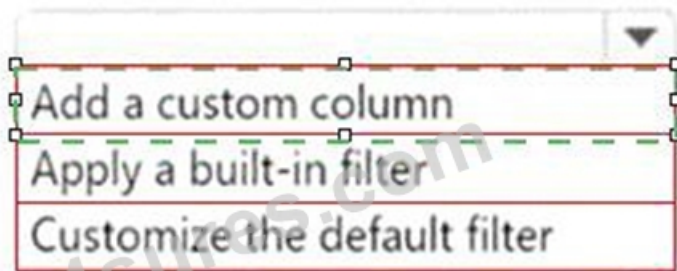 Add a custom column
Apply a built-in filter
Customize the default filter